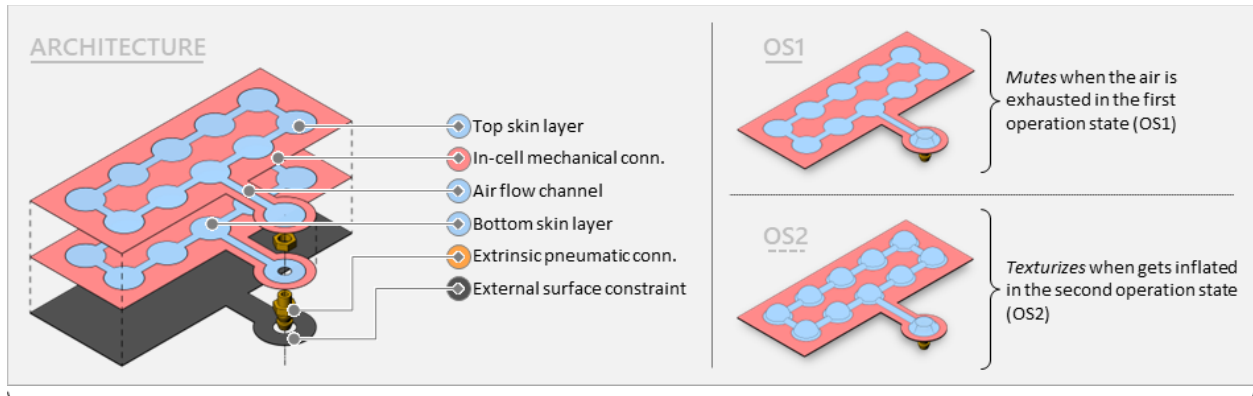 ARCHITECTURE
Top skin layer
In-cell mechanical conn.
Air flow channel
Bottom skin layer
Extrinsic pneumatic conn.
External surface constraint
OS1
Mutes when the air is
exhausted in the first
operation state (OS1)
OS2
Texturizes when gets inflated
in the second operation state
(OS2)